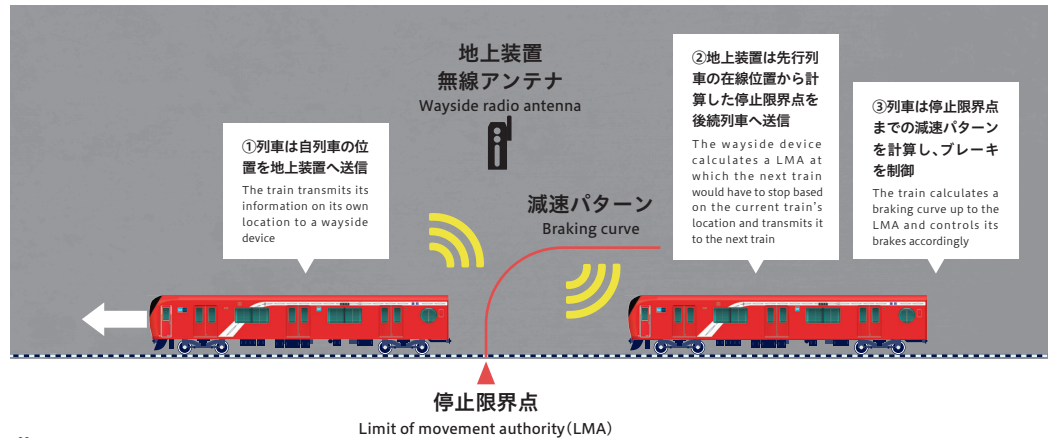 地上装置
無線アンテナ
Wayside radio antenna
①列車は自列車の位
置を地上装置へ送信
The train transmits its
information on its own
location to a wayside
device
②地上装置は先行列
車の在線位置から計
算した停止限界点を
後続列車へ送信
The wayside device
calculates a LMA at
which the next train
would have to stop based
on the current train's
location and transmits it
to the next train
③列車は停止限界点
までの減速パターン
を計算し、ブレーキ
を制御
The train calculates a
braking curve up to the
LMA and controls its
brakes accordingly
減速パターン
Braking curve
停止限界点
Limit of movement authority(LMA)